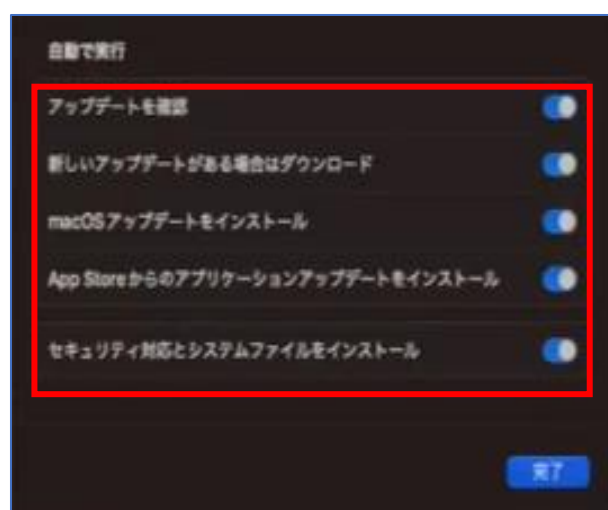 自動で実行
アップデートを確認
新しいアップデートがある場合はダウンロード
macOSアップデートをインストール
App Storeからのアプリケーションアップデートをインストール
セキュリティ対応とシステムファイルをインストール
完了